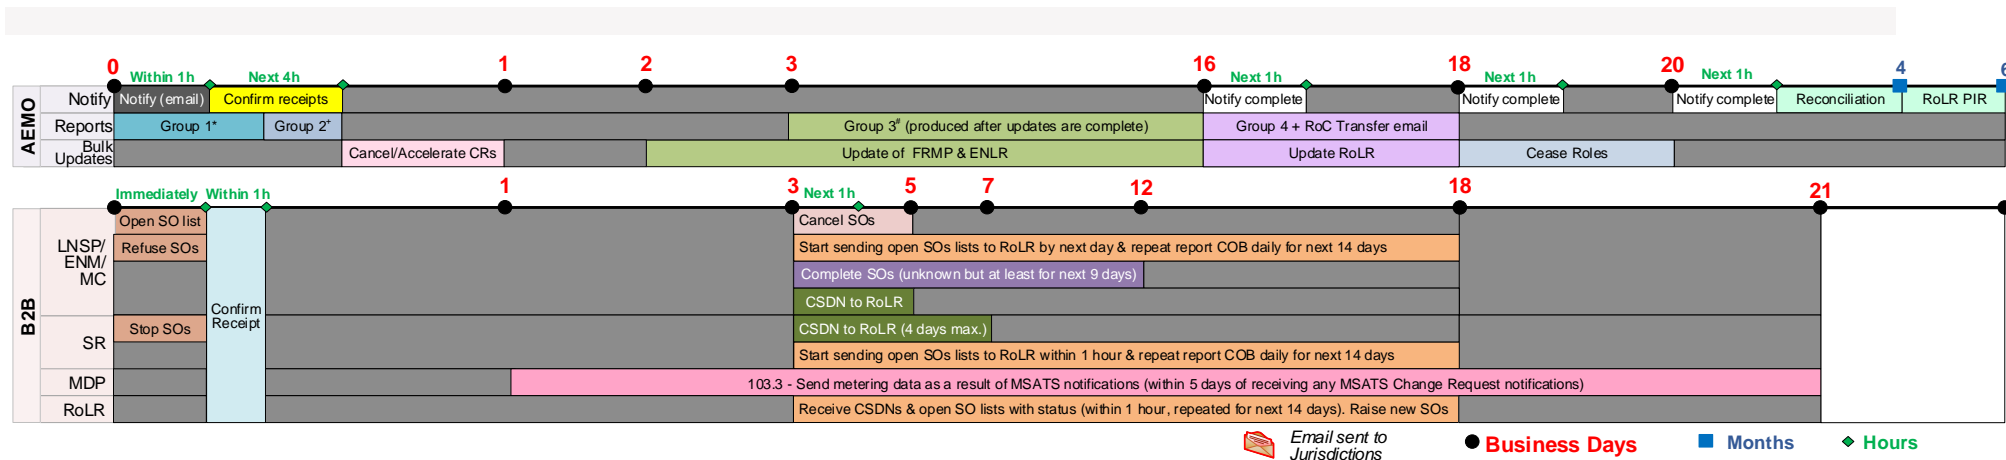 0 1 2 3 16 18 20 4 6
Within 1h Next 4h Next 1h Next 1h Next 1h
AEMO
Notify Notify (email) Confirm receipts Notify complete Notify complete Notify complete Reconciliation RoLR PIR
Reports Group 1* Group 2+ Group 3# (produced after updates are complete) Group 4 + RoC Transfer email
Bulk
Updates Cancel/Accelerate CRs Update of FRMP & ENLR Update RoLR Cease Roles
Immediately Within 1h 1 3 Next 1h 5 7 12 18 21
B2B
LNSP/
ENM/
MC
Open SO list Cancel SOs
Refuse SOs Start sending open SOs lists to RoLR by next day & repeat report COB daily for next 14 days
Complete SOs (unknown but at least for next 9 days)
Confirm
Receipt
CSDN to RoLR
SR
Stop SOs CSDN to RoLR (4 days max.)
Start sending open SOs lists to RoLR within 1 hour & repeat report COB daily for next 14 days
MDP 103.3 - Send metering data as a result of MSATS notifications (within 5 days of receiving any MSATS Change Request notifications)
RoLR Receive CSDNs & open SO lists with status (within 1 hour, repeated for next 14 days). Raise new SOs
Email sent to
Jurisdictions
Business Days Months Hours